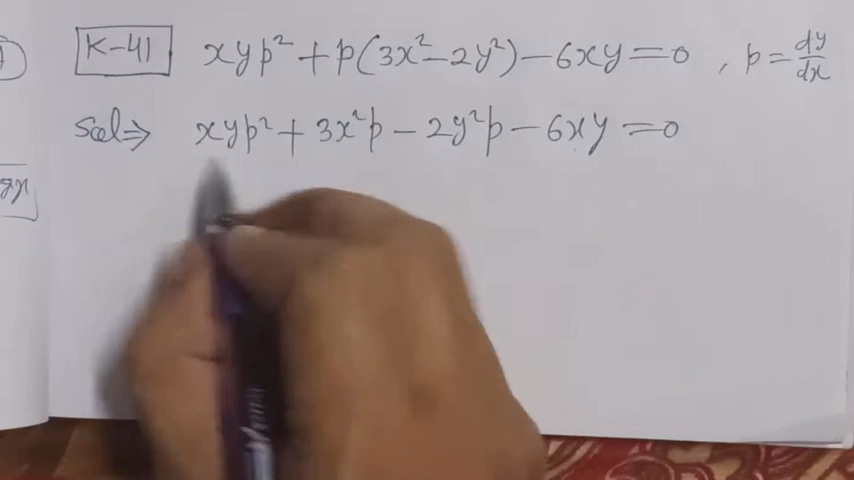 K-41 xyp² + p(3x² - 2y²) - 6xy = 0 , p = dy/dx
Sol ⇒ xyp² + 3x²p - 2y²p - 6xy = 0